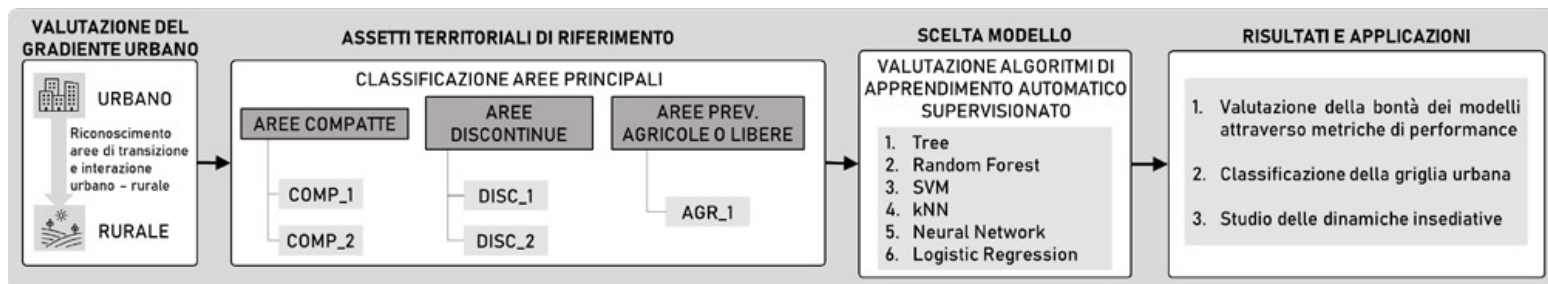 VALUTAZIONE DEL
GRADIENTE URBANO
URBANO
Riconoscimento
aree di transizione
e interazione
urbano – rurale
RURALE
ASSETTI TERRITORIALI DI RIFERIMENTO
CLASSIFICAZIONE AREE PRINCIPALI
AREE COMPATTE
COMP_1
COMP_2
AREE
DISCONTINUE
DISC_1
DISC_2
AREE PREV.
AGRICOLE O LIBERE
AGR_1
SCELTA MODELLO
VALUTAZIONE ALGORITMI DI
APPRENDIMENTO AUTOMATICO
SUPERVISIONATO
1. Tree
2. Random Forest
3. SVM
4. kNN
5. Neural Network
6. Logistic Regression
RISULTATI E APPLICAZIONI
1. Valutazione della bontà dei modelli
attraverso metriche di performance
2. Classificazione della griglia urbana
3. Studio delle dinamiche insediative